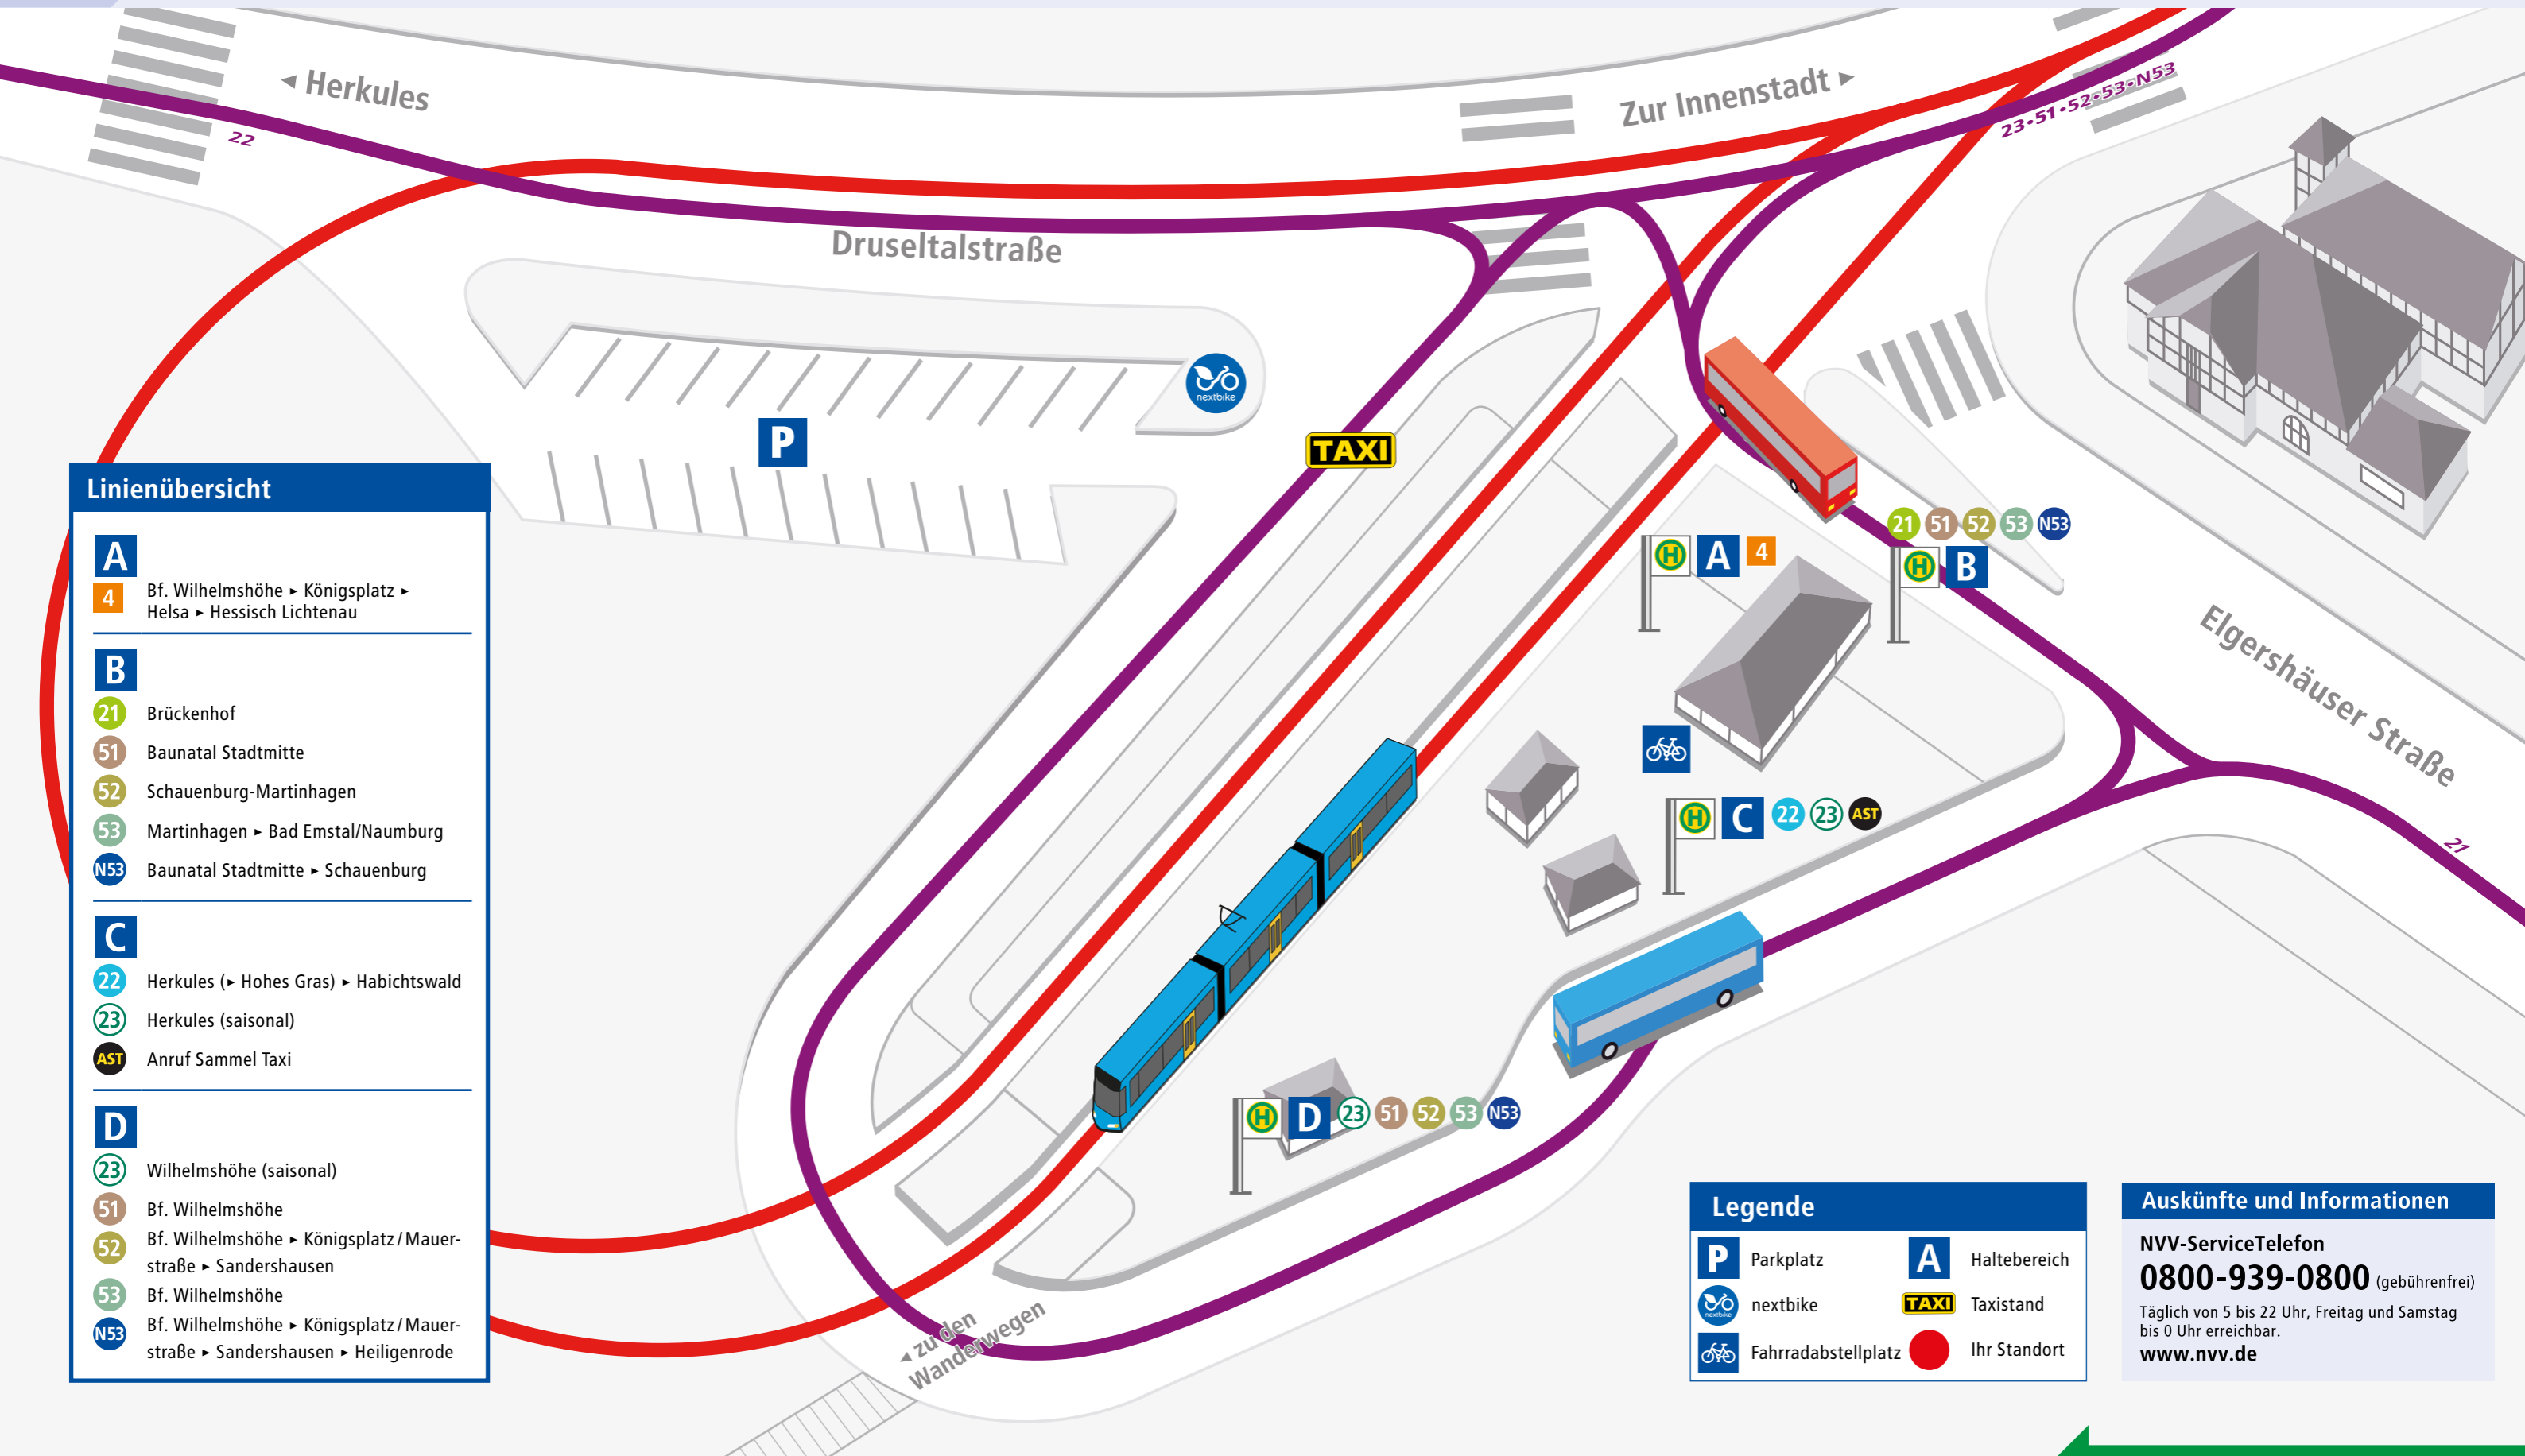 ◄ Herkules
Zur Innenstadt ►
23•51•52•53•N53
22
Druseltalstraße
nextbike
P
TAXI
Linienübersicht
A
4 Bf. Wilhelmshöhe ► Königsplatz ►
Helsa ► Hessisch Lichtenau
B
21 Brückenhof
51 Baunatal Stadtmitte
52 Schauenburg-Martinhagen
53 Martinhagen ► Bad Emstal/Naumburg
N53 Baunatal Stadtmitte ► Schauenburg
C
22 Herkules (► Hohes Gras) ► Habichtswald
23 Herkules (saisonal)
AST Anruf Sammel Taxi
D
23 Wilhelmshöhe (saisonal)
51 Bf. Wilhelmshöhe
52 Bf. Wilhelmshöhe ► Königsplatz/Mauer-
straße ► Sandershausen
53 Bf. Wilhelmshöhe
N53 Bf. Wilhelmshöhe ► Königsplatz/Mauer-
straße ► Sandershausen ► Heiligenrode
21 51 52 53 N53
H B
H A 4
Elgershäuser Straße
H C 22 23 AST
21
H D 23 51 52 53 N53
◄ zu den
Wanderwegen
Legende
P Parkplatz
A Haltebereich
nextbike nextbike
TAXI Taxistand
Fahrradabstellplatz
Ihr Standort
Auskünfte und Informationen
NVV-ServiceTelefon
0800-939-0800 (gebührenfrei)
Täglich von 5 bis 22 Uhr, Freitag und Samstag
bis 0 Uhr erreichbar.
www.nvv.de